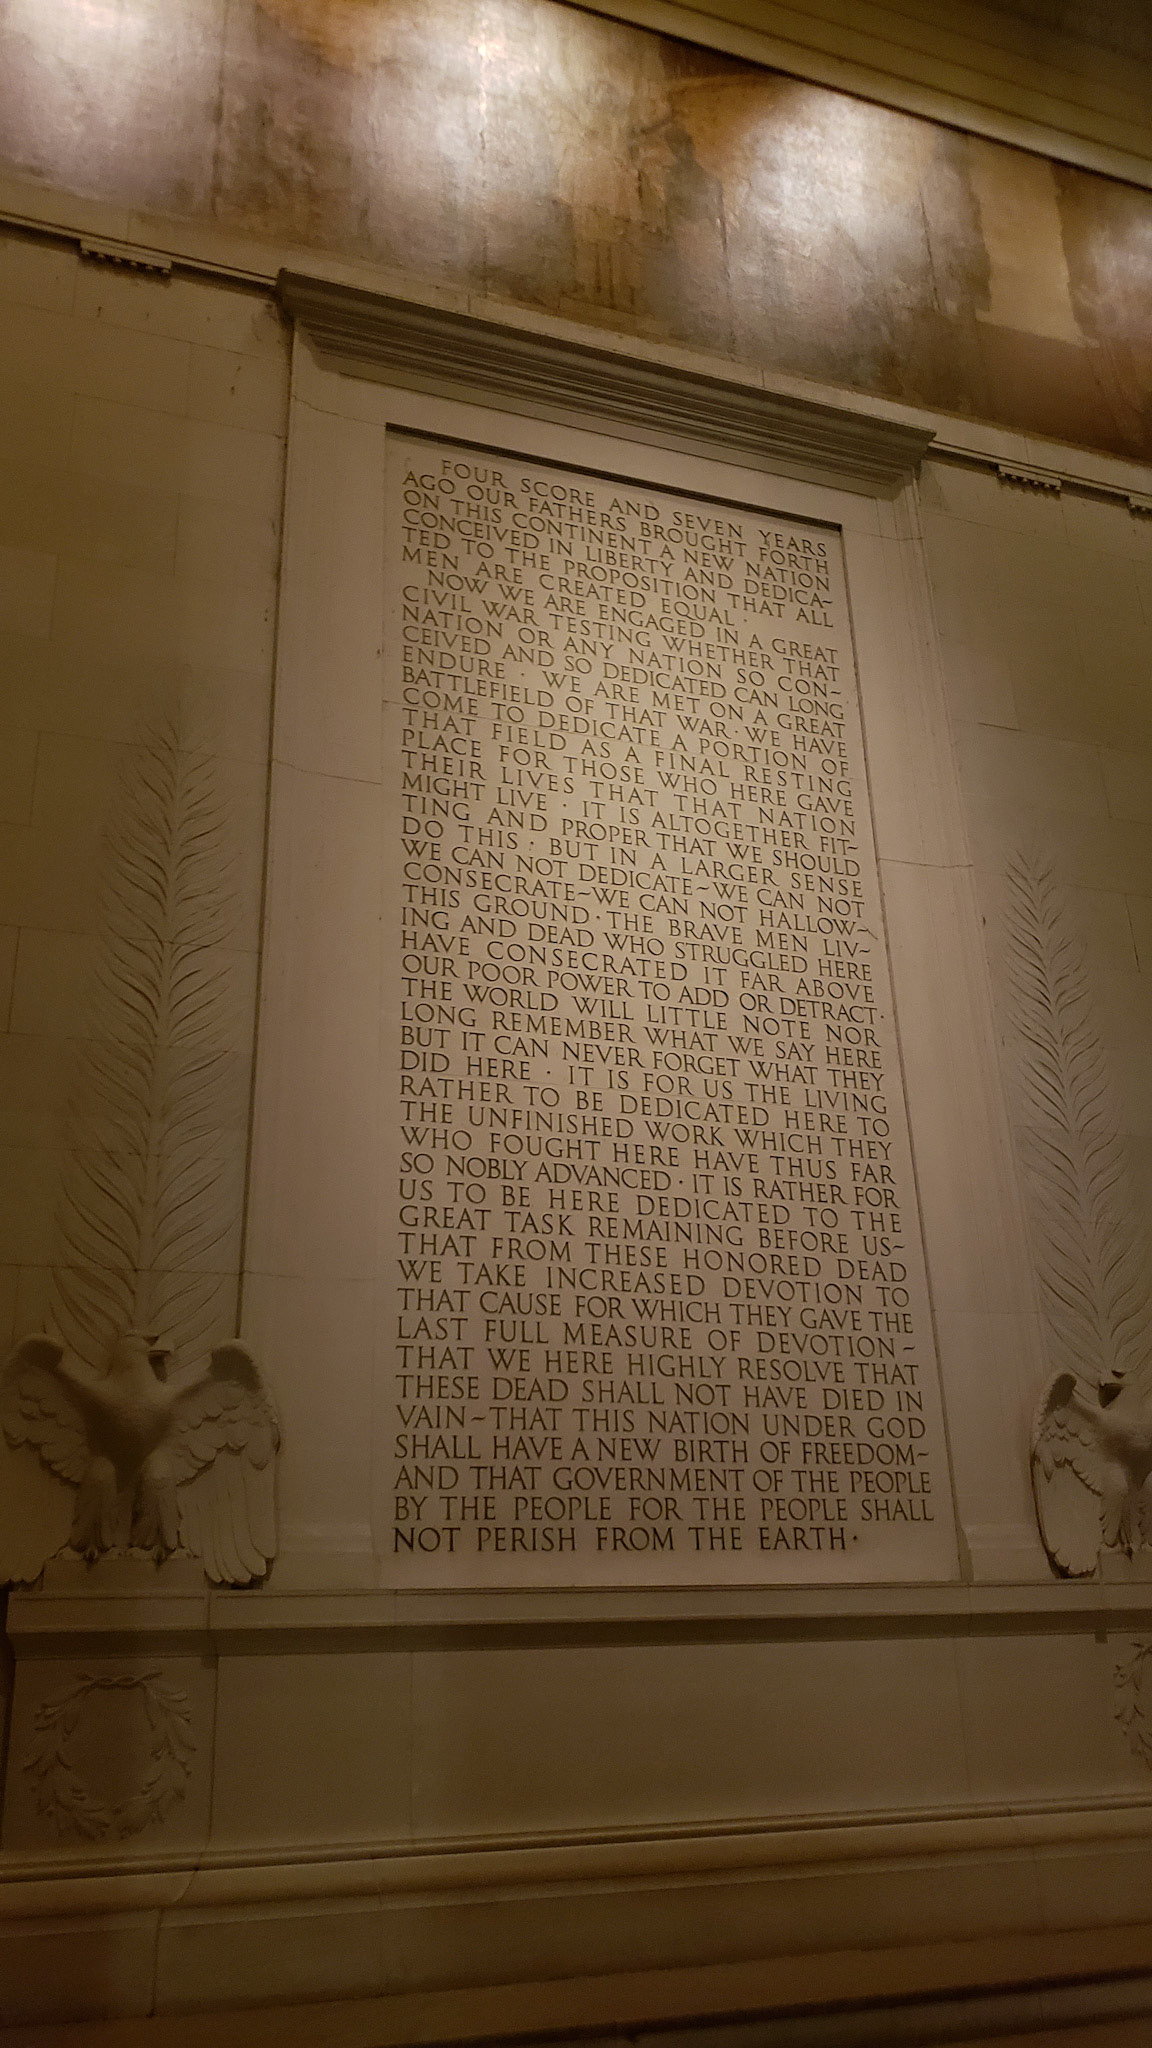 FOUR SCORE AND SEVEN YEARS
AGO OUR FATHERS BROUGHT FORTH
ON THIS CONTINENT A NEW NATION
CONCEIVED IN LIBERTY AND DEDICA~
TED TO THE PROPOSITION THAT ALL
MEN ARE CREATED EQUAL ·
NOW WE ARE ENGAGED IN A GREAT
CIVIL WAR TESTING WHETHER THAT
NATION OR ANY NATION SO CON~
CEIVED AND SO DEDICATED CAN LONG
ENDURE · WE ARE MET ON A GREAT
BATTLEFIELD OF THAT WAR · WE HAVE
COME TO DEDICATE A PORTION OF
THAT FIELD AS A FINAL RESTING
PLACE FOR THOSE WHO HERE GAVE
THEIR LIVES THAT THAT NATION
MIGHT LIVE · IT IS ALTOGETHER FIT~
TING AND PROPER THAT WE SHOULD
DO THIS · BUT IN A LARGER SENSE
WE CAN NOT DEDICATE~WE CAN NOT
CONSECRATE~WE CAN NOT HALLOW~
THIS GROUND · THE BRAVE MEN LIV~
ING AND DEAD WHO STRUGGLED HERE
HAVE CONSECRATED IT FAR ABOVE
OUR POOR POWER TO ADD OR DETRACT ·
THE WORLD WILL LITTLE NOTE NOR
LONG REMEMBER WHAT WE SAY HERE
BUT IT CAN NEVER FORGET WHAT THEY
DID HERE · IT IS FOR US THE LIVING
RATHER TO BE DEDICATED HERE TO
THE UNFINISHED WORK WHICH THEY
WHO FOUGHT HERE HAVE THUS FAR
SO NOBLY ADVANCED · IT IS RATHER FOR
US TO BE HERE DEDICATED TO THE
GREAT TASK REMAINING BEFORE US~
THAT FROM THESE HONORED DEAD
WE TAKE INCREASED DEVOTION TO
THAT CAUSE FOR WHICH THEY GAVE THE
LAST FULL MEASURE OF DEVOTION~
THAT WE HERE HIGHLY RESOLVE THAT
THESE DEAD SHALL NOT HAVE DIED IN
VAIN~THAT THIS NATION UNDER GOD
SHALL HAVE A NEW BIRTH OF FREEDOM~
AND THAT GOVERNMENT OF THE PEOPLE
BY THE PEOPLE FOR THE PEOPLE SHALL
NOT PERISH FROM THE EARTH ·